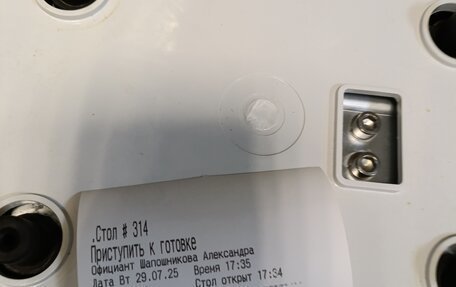 .Стол # 314
Приступить к готовке
Официант Шапошникова Александра
Дата Вт 29.07.25 Время 17:35
Стол открыт 17:34